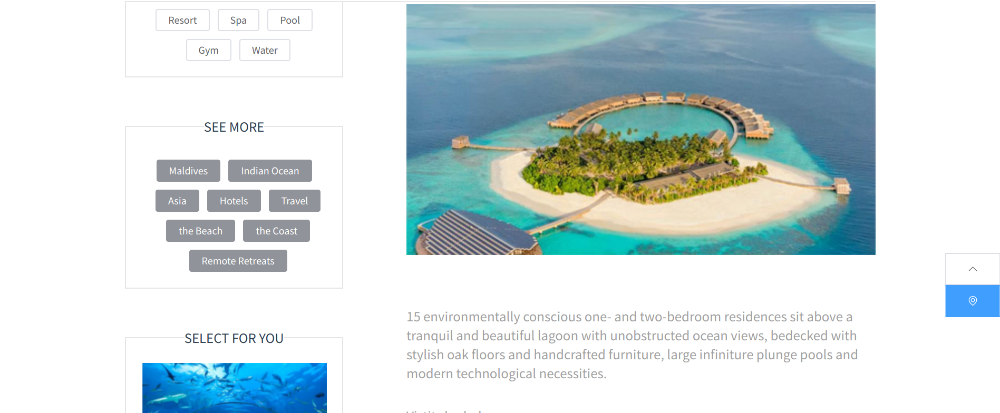 Resort Spa Pool
Gym Water
SEE MORE
Maldives Indian Ocean
Asia Hotels Travel
the Beach the Coast
Remote Retreats
SELECT FOR YOU
15 environmentally conscious one- and two-bedroom residences sit above a
tranquil and beautiful lagoon with unobstructed ocean views, bedecked with
stylish oak floors and handcrafted furniture, large infiniture plunge pools and
modern technological necessities.